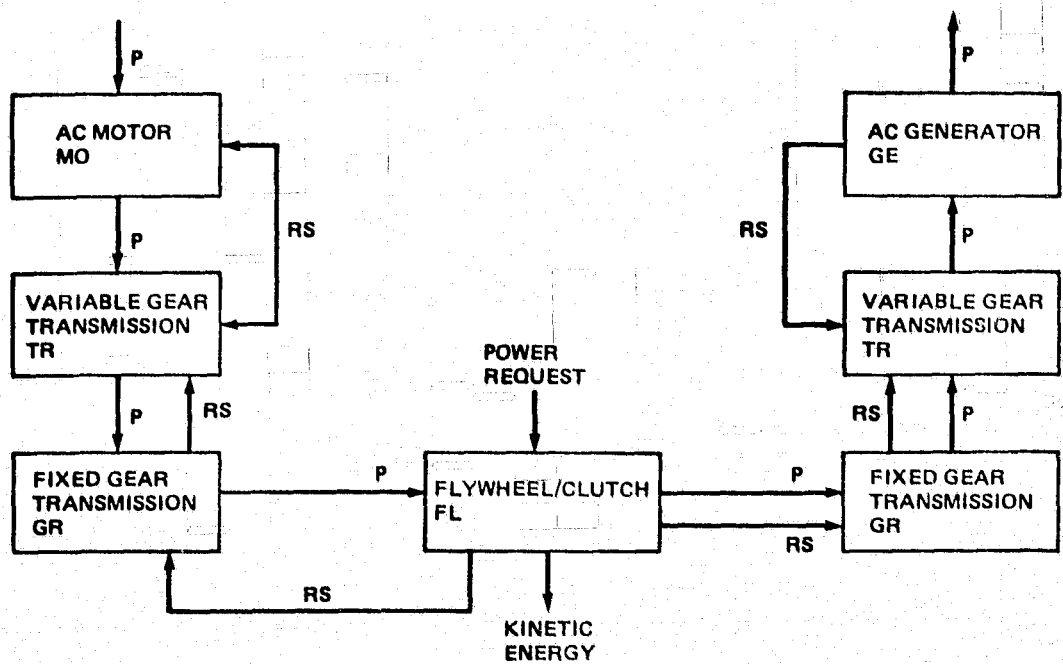 P
P
AC MOTOR
MO
AC GENERATOR
GE
RS
RS
P
P
VARIABLE GEAR
TRANSMISSION
TR
VARIABLE GEAR
TRANSMISSION
TR
POWER
REQUEST
P
RS
RS
P
FIXED GEAR
TRANSMISSION
GR
P
FLYWHEEL/CLUTCH
FL
P
RS
FIXED GEAR
TRANSMISSION
GR
RS
KINETIC
ENERGY